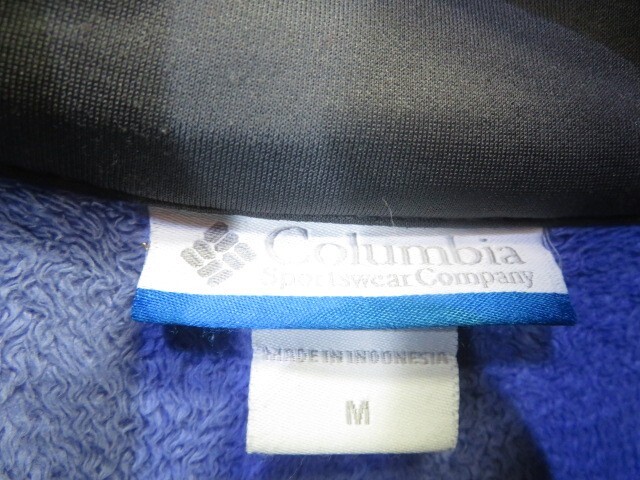 Columbia
Sportswear Company
MADE IN INDONESIA
M